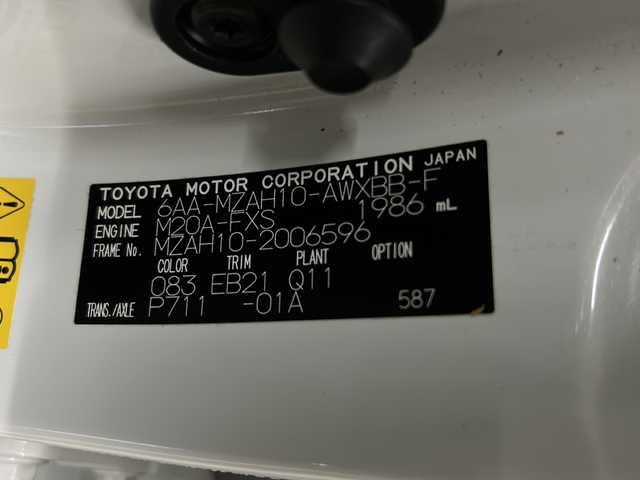 TOYOTA MOTOR CORPORATION JAPAN
MODEL 6AA-MZAH10-AWXBB-F
ENGINE M20A-FXS 1986 mL
FRAME No. MZAH10-2006596
COLOR TRIM PLANT OPTION
083 EB21 Q11
TRANS./AXLE P711 -01A 587